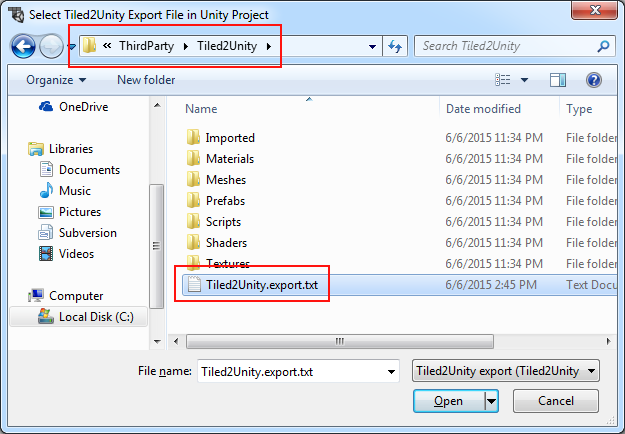 Select Tiled2Unity Export File in Unity Project
« ThirdParty Tiled2Unity
Search Tiled2Unity
Organize New folder
OneDrive
Libraries
Documents
Music
Pictures
Subversion
Videos
Computer
Local Disk (C:)
Name Date modified Type
Imported 6/6/2015 11:34 PM File folder
Materials 6/6/2015 11:34 PM File folder
Meshes 6/6/2015 11:34 PM File folder
Prefabs 6/6/2015 11:34 PM File folder
Scripts 6/6/2015 11:34 PM File folder
Shaders 6/6/2015 11:34 PM File folder
Textures 6/6/2015 11:34 PM File folder
Tiled2Unity.export.txt 6/6/2015 2:45 PM Text Docu
File name: Tiled2Unity.export.txt Tiled2Unity export (Tiled2Unity
Open Cancel